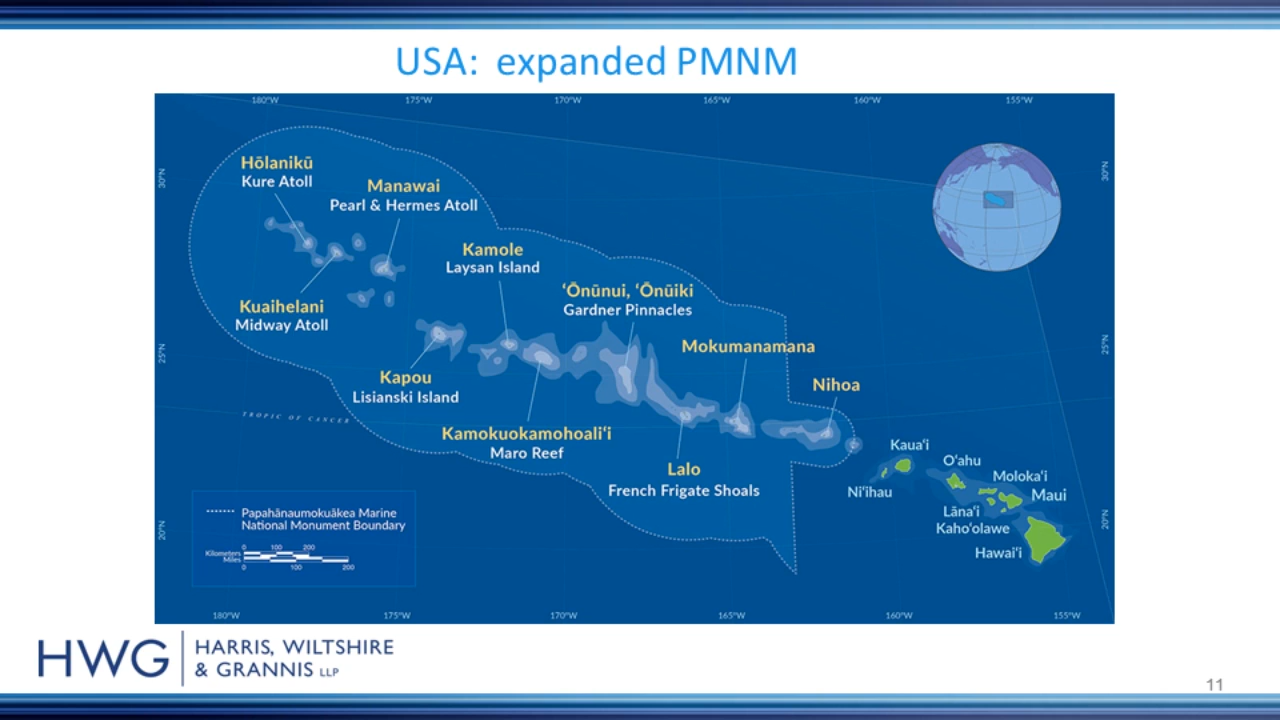 USA:  expanded PMNM
180°W 175°W 170°W 165°W 160°W 155°W
30°N
30°N
Hōlanikū
Kure Atoll
Manawai
Pearl & Hermes Atoll
Kamole
Laysan Island
ʻŌnūnui, ʻŌnūiki
Gardner Pinnacles
Kuaihelani
Midway Atoll
Mokumanamana
25°N
25°N
Kapou
Lisianski Island
Nihoa
TROPIC OF CANCER
Kamokuokamohoaliʻi
Maro Reef
Lalo
French Frigate Shoals
Kauaʻi
Niʻihau
Oʻahu
Molokaʻi
Maui
Lānaʻi
Kahoʻolawe
Hawaiʻi
20°N
20°N
Papahānaumokuākea Marine
National Monument Boundary
0 100 200
Kilometers
Miles
0 100 200
180°W 175°W 170°W 165°W 160°W 155°W
HWG
HARRIS, WILTSHIRE
& GRANNIS LLP
11